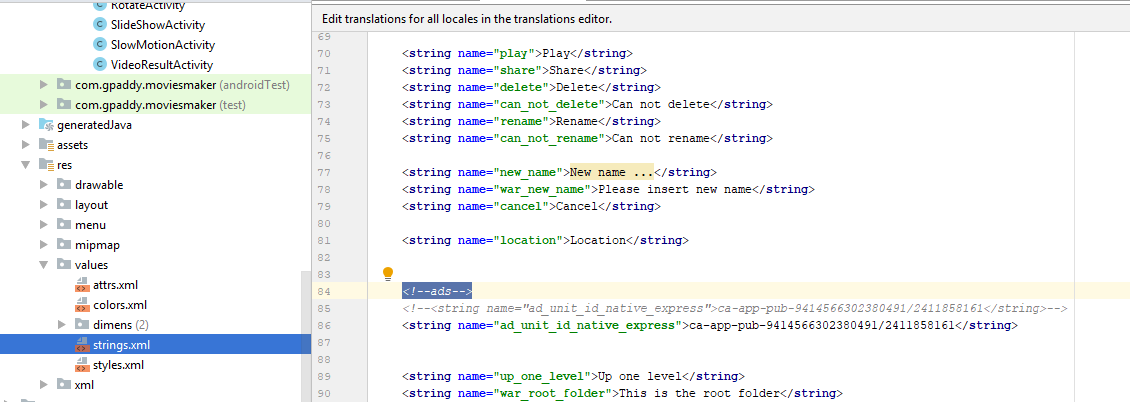 RotateActivity
SlideShowActivity
SlowMotionActivity
VideoResultActivity
com.gpaddy.moviesmaker (androidTest)
com.gpaddy.moviesmaker (test)
generatedJava
assets
res
drawable
layout
menu
mipmap
values
attrs.xml
colors.xml
dimens (2)
strings.xml
styles.xml
xml
Edit translations for all locales in the translations editor.
69
70 <string name="play">Play</string>
71 <string name="share">Share</string>
72 <string name="delete">Delete</string>
73 <string name="can_not_delete">Can not delete</string>
74 <string name="rename">Rename</string>
75 <string name="can_not_rename">Can not rename</string>
76
77 <string name="new_name">New name ...</string>
78 <string name="war_new_name">Please insert new name</string>
79 <string name="cancel">Cancel</string>
80
81 <string name="location">Location</string>
82
83
84 <!--ads-->
85 <!--<string name="ad_unit_id_native_express">ca-app-pub-9414566302380491/2411858161</string>-->
86 <string name="ad_unit_id_native_express">ca-app-pub-9414566302380491/2411858161</string>
87
88
89 <string name="up_one_level">Up one level</string>
90 <string name="war_root_folder">This is the root folder</string>